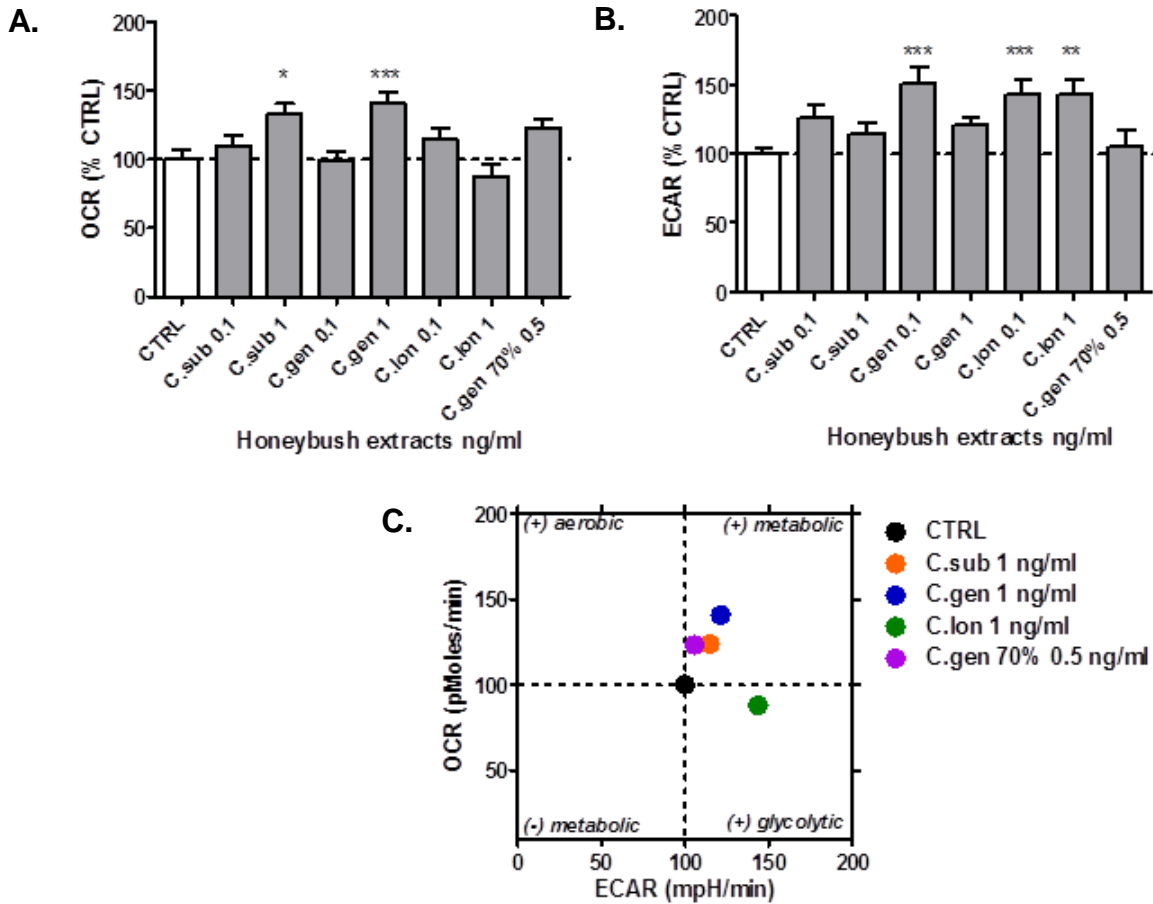 A.
200
150
100
50
0
OCR (% CTRL)
* ***
CTRL
C.sub 0.1
C.sub 1
C.gen 0.1
C.gen 1
C.lon 0.1
C.lon 1
C.gen 70% 0.5
Honeybush extracts ng/ml
B.
200
150
100
50
0
ECAR (% CTRL)
*** *** **
CTRL
C.sub 0.1
C.sub 1
C.gen 0.1
C.gen 1
C.lon 0.1
C.lon 1
C.gen 70% 0.5
Honeybush extracts ng/ml
C.
200
150
100
50
OCR (pMoles/min)
(+) aerobic (+) metabolic
(-) metabolic (+) glycolytic
0 50 100 150 200
ECAR (mpH/min)
CTRL
C.sub 1 ng/ml
C.gen 1 ng/ml
C.lon 1 ng/ml
C.gen 70% 0.5 ng/ml